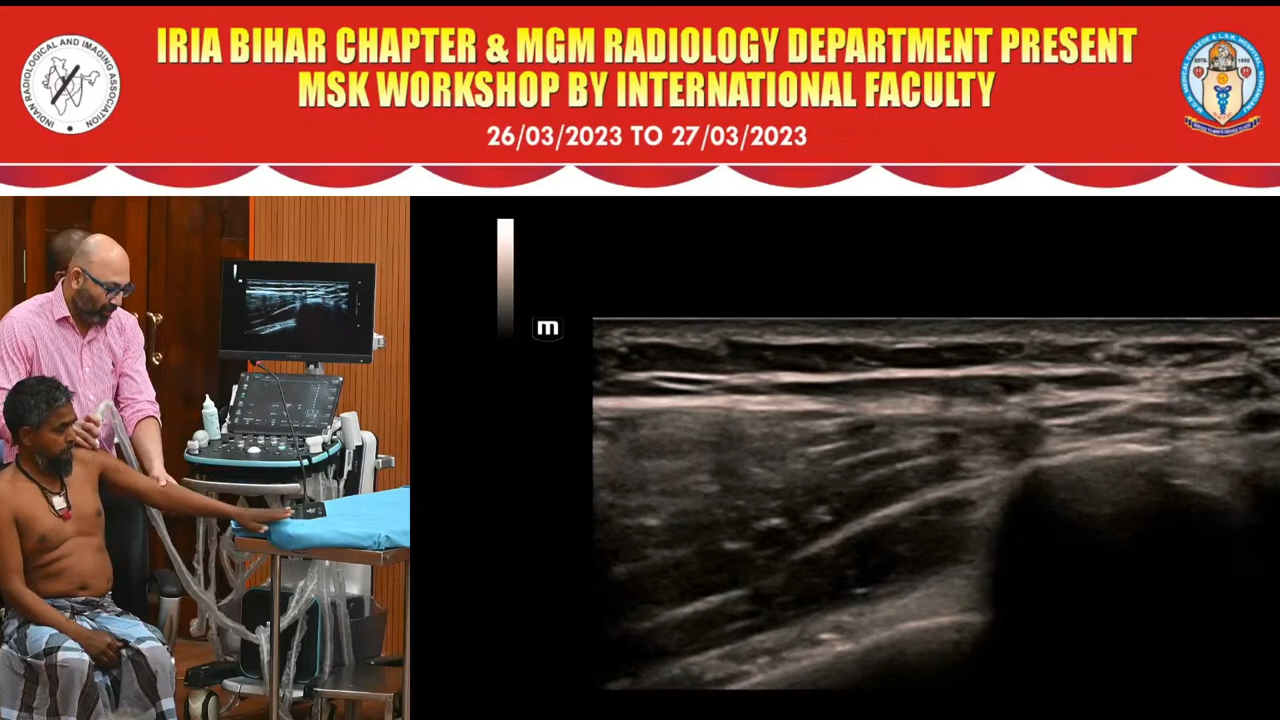 IRIA BIHAR CHAPTER & MGM RADIOLOGY DEPARTMENT PRESENT
MSK WORKSHOP BY INTERNATIONAL FACULTY
26/03/2023 TO 27/03/2023
INDIAN RADIOLOGICAL AND IMAGING ASSOCIATION
m